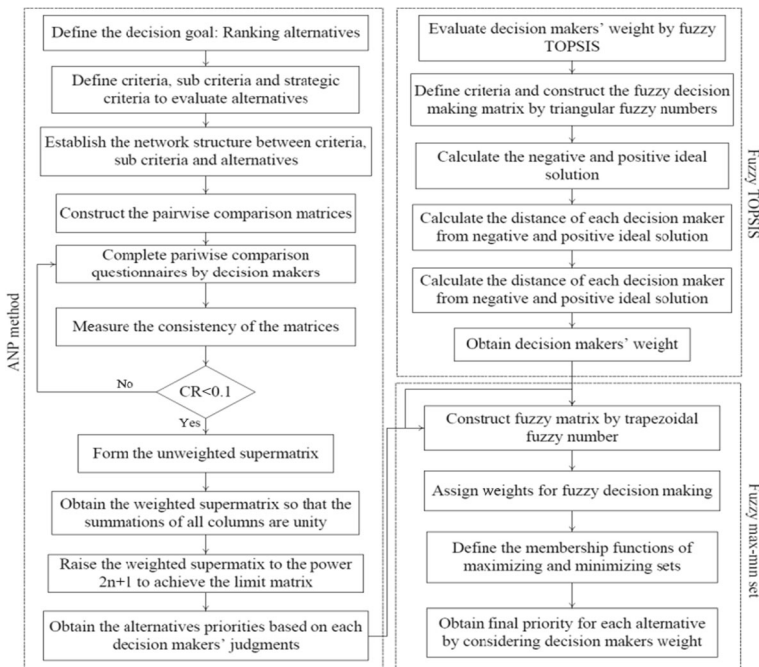 Define the decision goal: Ranking alternatives
Define criteria, sub criteria and strategic
criteria to evaluate alternatives
Establish the network structure between criteria,
sub criteria and alternatives
Construct the pairwise comparison matrices
Complete pariwise comparison
questionnaires by decision makers
Measure the consistency of the matrices
No
CR<0.1
Yes
Form the unweighted supermatrix
Obtain the weighted supermatrix so that the
summations of all columns are unity
Raise the weighted supermatix to the power
2n+1 to achieve the limit matrix
Obtain the alternatives priorities based on each
decision makers' judgments
ANP method
Evaluate decision makers' weight by fuzzy
TOPSIS
Define criteria and construct the fuzzy decision
making matrix by triangular fuzzy numbers
Calculate the negative and positive ideal
solution
Calculate the distance of each decision maker
from negative and positive ideal solution
Calculate the distance of each decision maker
from negative and positive ideal solution
Obtain decision makers' weight
Fuzzy TOPSIS
Construct fuzzy matrix by trapezoidal
fuzzy number
Assign weights for fuzzy decision making
Define the membership functions of
maximizing and minimizing sets
Obtain final priority for each alternative
by considering decision makers weight
Fuzzy max-min set